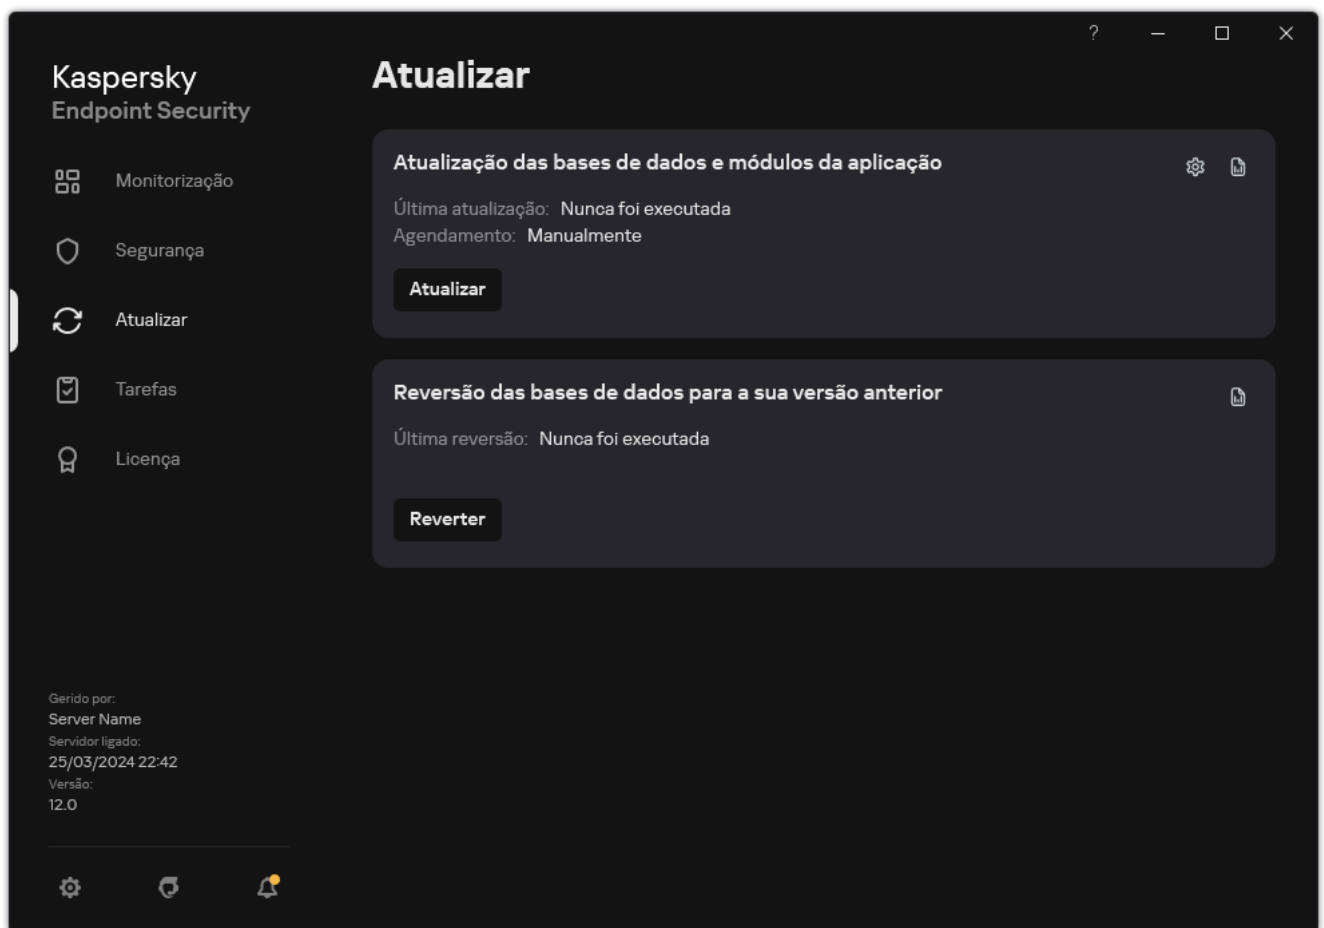 ?
Kaspersky
Endpoint Security
Monitorização
Segurança
Atualizar
Tarefas
Licença
Gerido por:
Server Name
Servidor ligado:
25/03/2024 22:42
Versão:
12.0
Atualizar
Atualização das bases de dados e módulos da aplicação
Última atualização: Nunca foi executada
Agendamento: Manualmente
Atualizar
Reversão das bases de dados para a sua versão anterior
Última reversão: Nunca foi executada
Reverter